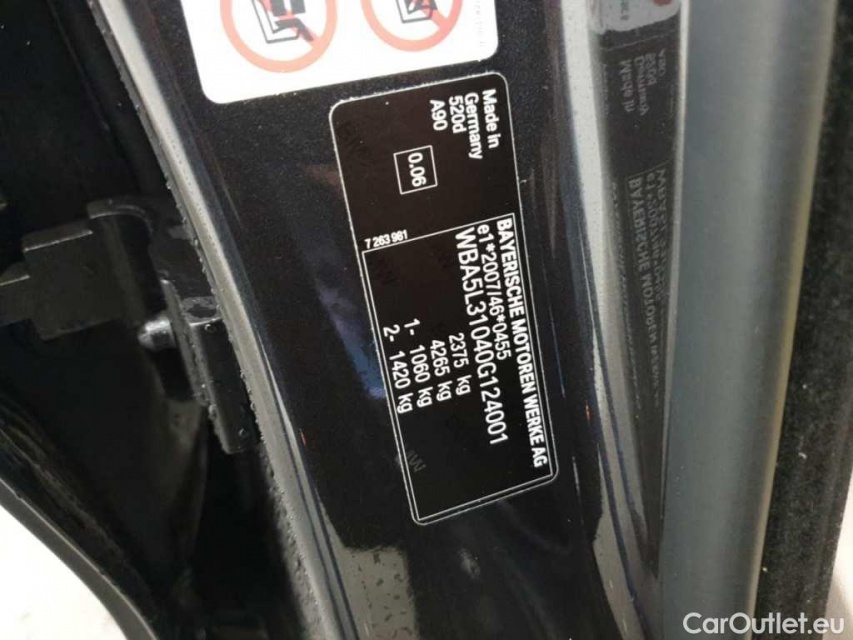 Made in
Germany
520d
A90
0.06
7 263 981
BAYERISCHE MOTOREN WERKE AG
e1*2007/46*0455
WBA5L31040G124001
2375 kg
4265 kg
1- 1060 kg
2- 1420 kg
CarOutlet.eu